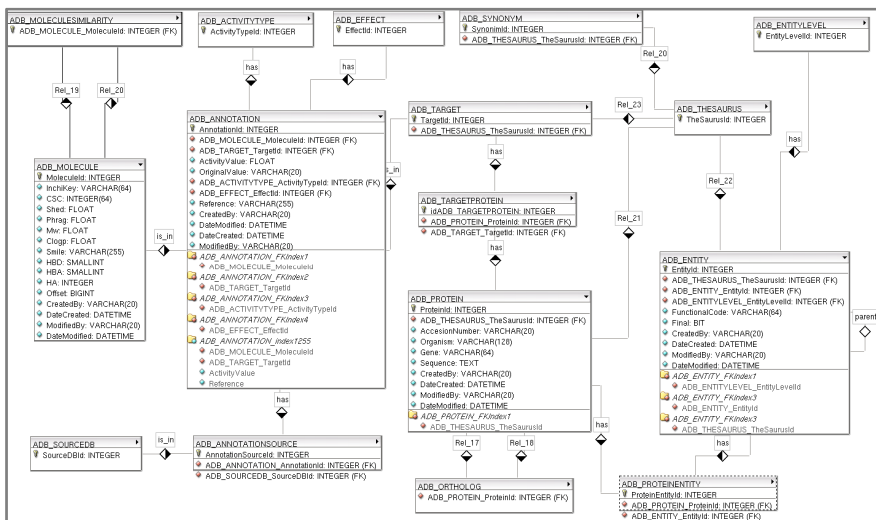 ADB_MOLECULESIMILARITY
ADB_MOLECULE_MoleculeId: INTEGER (FK)
ADB_ACTIVITYTYPE
ActivityTypeId: INTEGER
ADB_EFFECT
EffectId: INTEGER
ADB_SYNONYM
SynonimId: INTEGER
ADB_THESAURUS_TheSaurusId: INTEGER (FK)
ADB_ENTITYLEVEL
EntityLevelId: INTEGER
Rel_19
Rel_20
has
has
Rel_20
Rel_23
has
ADB_MOLECULE
MoleculeId: INTEGER
InchiKey: VARCHAR(64)
CSC: INTEGER(64)
Shed: FLOAT
Phrag: FLOAT
Mw: FLOAT
Clogp: FLOAT
Smile: VARCHAR(255)
HBD: SMALLINT
HBA: SMALLINT
HA: INTEGER
Offset: BIGINT
CreatedBy: VARCHAR(20)
DateCreated: DATETIME
ModifiedBy: VARCHAR(20)
DateModified: DATETIME
is_in
ADB_ANNOTATION
AnnotationId: INTEGER
ADB_MOLECULE_MoleculeId: INTEGER (FK)
ADB_TARGET_TargetId: INTEGER (FK)
ActivityValue: FLOAT
OriginalValue: VARCHAR(20)
ADB_ACTIVITYTYPE_ActivityTypeId: INTEGER (FK)
ADB_EFFECT_EffectId: INTEGER (FK)
Reference: VARCHAR(255)
CreatedBy: VARCHAR(20)
DateModified: DATETIME
DateCreated: DATETIME
ModifiedBy: VARCHAR(20)
ADB_ANNOTATION_FKIndex1
ADB_MOLECULE_MoleculeId
ADB_ANNOTATION_FKIndex2
ADB_TARGET_TargetId
ADB_ANNOTATION_FKIndex3
ADB_ACTIVITYTYPE_ActivityTypeId
ADB_ANNOTATION_FKIndex4
ADB_EFFECT_EffectId
ADB_ANNOTATION_index1255
ADB_MOLECULE_MoleculeId
ADB_TARGET_TargetId
ActivityValue
Reference
s_in
ADB_TARGET
TargetId: INTEGER
ADB_THESAURUS_TheSaurusId: INTEGER (FK)
has
ADB_TARGETPROTEIN
idADB_TARGETPROTEIN: INTEGER
ADB_PROTEIN_ProteinId: INTEGER (FK)
ADB_TARGET_TargetId: INTEGER (FK)
has
ADB_THESAURUS
TheSaurusId: INTEGER
Rel_22
Rel_21
ADB_PROTEIN
ProteinId: INTEGER
ADB_THESAURUS_TheSaurusId: INTEGER (FK)
AccesionNumber: VARCHAR(20)
Organism: VARCHAR(128)
Gene: VARCHAR(64)
Sequence: TEXT
CreatedBy: VARCHAR(20)
DateCreated: DATETIME
ModifiedBy: VARCHAR(20)
DateModified: DATETIME
ADB_PROTEIN_FKIndex1
ADB_THESAURUS_TheSaurusId
ADB_ENTITY
EntityId: INTEGER
ADB_THESAURUS_TheSaurusId: INTEGER (FK)
ADB_ENTITY_EntityId: INTEGER (FK)
ADB_ENTITYLEVEL_EntityLevelId: INTEGER (FK)
FunctionalCode: VARCHAR(64)
Final: BIT
CreatedBy: VARCHAR(20)
DateCreated: DATETIME
ModifiedBy: VARCHAR(20)
DateModified: DATETIME
ADB_ENTITY_FKIndex1
ADB_ENTITYLEVEL_EntityLevelId
ADB_ENTITY_FKIndex3
ADB_ENTITY_EntityId
ADB_ENTITY_FKIndex3
ADB_THESAURUS_TheSaurusId
parent
has
has
has
Rel_17
Rel_18
ADB_SOURCEDB
SourceDBId: INTEGER
is_in
ADB_ANNOTATIONSOURCE
AnnotationSourceId: INTEGER
ADB_ANNOTATION_AnnotationId: INTEGER (FK)
ADB_SOURCEDB_SourceDBId: INTEGER (FK)
ADB_ORTHOLOG
ADB_PROTEIN_ProteinId: INTEGER (FK)
ADB_PROTEINENTITY
ProteinEntityId: INTEGER
ADB_PROTEIN_ProteinId: INTEGER (FK)
ADB_ENTITY_EntityId: INTEGER (FK)